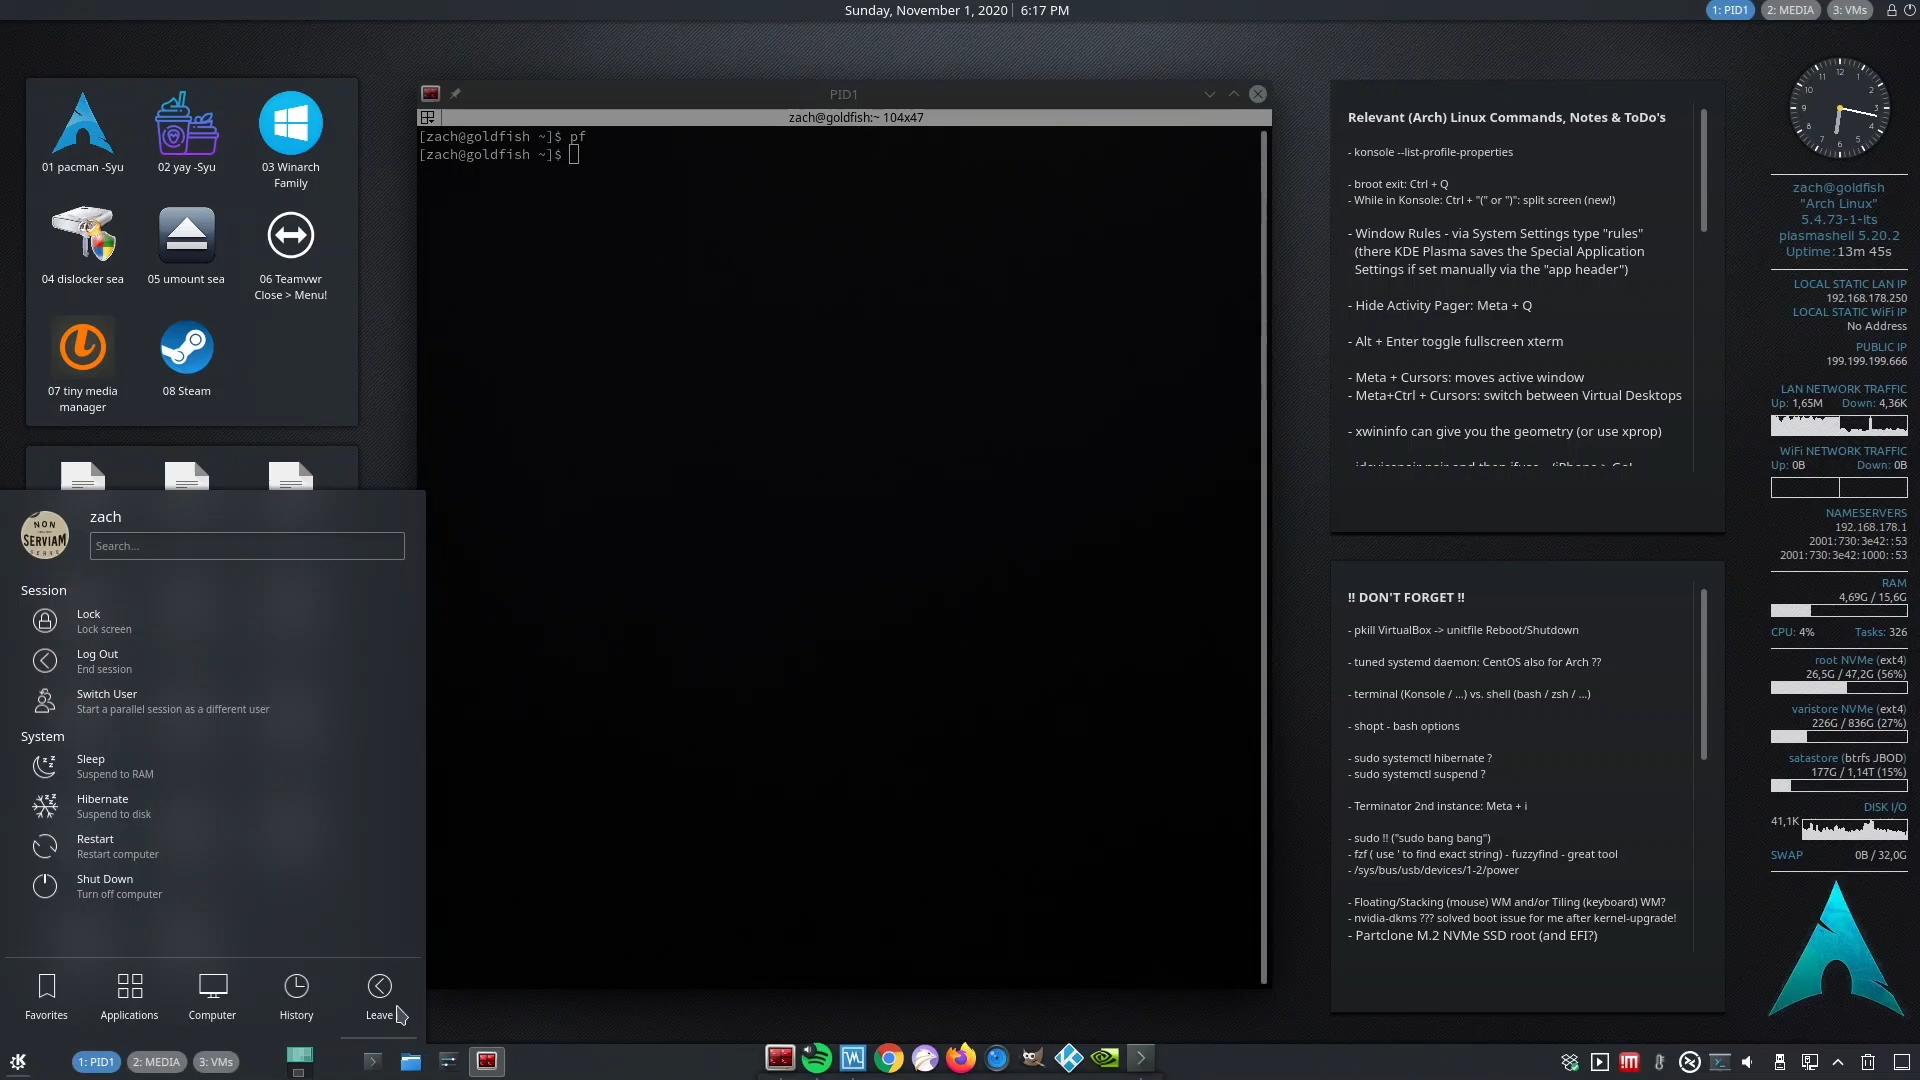 Sunday, November 1, 2020 6:17 PM
1: PID1 2: MEDIA 3: VMs
01 pacman -Syu
02 yay -Syu
03 Winarch
Family
04 dislocker sea
05 umount sea
06 Teamvwr
Close > Menu!
07 tiny media
manager
08 Steam
zach
NON
SERVIAM
Search...
Session
Lock
Lock screen
Log Out
End session
Switch User
Start a parallel session as a different user
System
Sleep
Suspend to RAM
Hibernate
Suspend to disk
Restart
Restart computer
Shut Down
Turn off computer
Favorites Applications Computer History Leave
PID1
zach@goldfish:~ 104x47
[zach@goldfish ~]$ pf
[zach@goldfish ~]$
Relevant (Arch) Linux Commands, Notes & ToDo's
- konsole --list-profile-properties
- broot exit: Ctrl + Q
- While in Konsole: Ctrl + "(" or ")": split screen (new!)
- Window Rules - via System Settings type "rules"
(there KDE Plasma saves the Special Application
Settings if set manually via the "app header")
- Hide Activity Pager: Meta + Q
- Alt + Enter toggle fullscreen xterm
- Meta + Cursors: moves active window
- Meta+Ctrl + Cursors: switch between Virtual Desktops
- xwininfo can give you the geometry (or use xprop)
!! DON'T FORGET !!
- pkill VirtualBox -> unitfile Reboot/Shutdown
- tuned systemd daemon: CentOS also for Arch ??
- terminal (Konsole / ...) vs. shell (bash / zsh / ...)
- shopt - bash options
- sudo systemctl hibernate ?
- sudo systemctl suspend ?
- Terminator 2nd instance: Meta + i
- sudo !! ("sudo bang bang")
- fzf ( use ' to find exact string) - fuzzyfind - great tool
- /sys/bus/usb/devices/1-2/power
- Floating/Stacking (mouse) WM and/or Tiling (keyboard) WM?
- nvidia-dkms ??? solved boot issue for me after kernel-upgrade!
- Partclone M.2 NVMe SSD root (and EFI?)
12
1
2
3
4
5
6
7
8
9
10
11
zach@goldfish
"Arch Linux"
5.4.73-1-lts
plasmashell 5.20.2
Uptime: 13m 45s
LOCAL STATIC LAN IP
192.168.178.250
LOCAL STATIC WiFi IP
No Address
PUBLIC IP
199.199.199.666
LAN NETWORK TRAFFIC
Up: 1,65M Down: 4,36K
WiFi NETWORK TRAFFIC
Up: 0B Down: 0B
NAMESERVERS
192.168.178.1
2001:730:3e42::53
2001:730:3e42:1000::53
RAM
4,69G / 15,6G
CPU: 4% Tasks: 326
root NVMe (ext4)
26,5G / 47,2G (56%)
varistore NVMe (ext4)
226G / 836G (27%)
satastore (btrfs JBOD)
177G / 1,14T (15%)
DISK I/O
41,1K
SWAP 0B / 32,0G
1: PID1 2: MEDIA 3: VMs